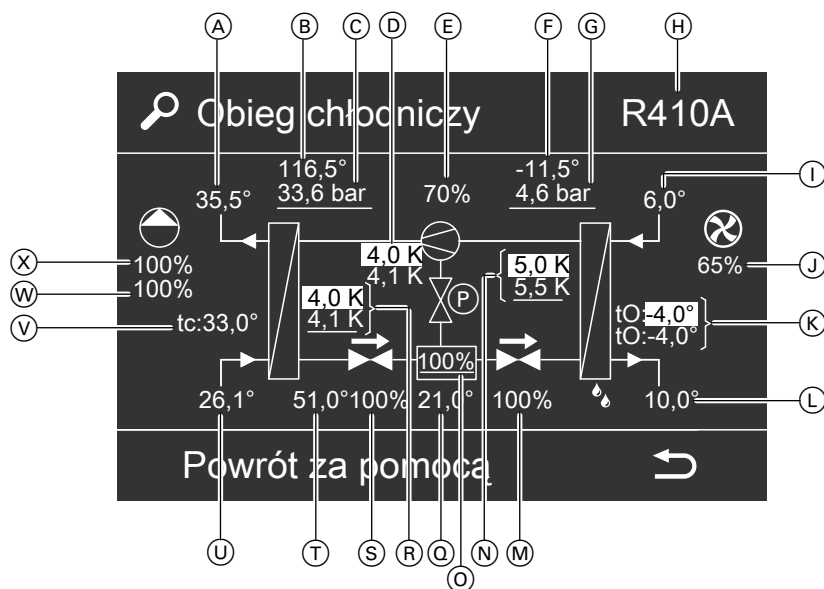 A B C D E F G H
Obieg chłodniczy R410A
116,5° -11,5°
35,5° 33,6 bar 70% 4,6 bar 6,0° I
4,0 K
4,1 K
5,0 K
5,5 K
X 100% 65% J
W 100%
P
4,0 K
4,1 K
V tc:33,0°
tO:-4,0°
tO:-4,0°
K
100%
26,1° 51,0° 100% 21,0° 100% 10,0° L
Powrót za pomocą
U T S R Q O N M